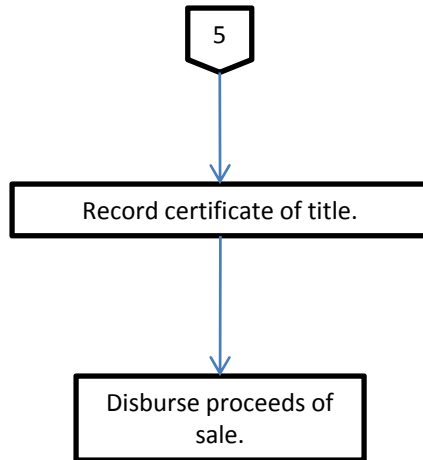 5
Record certificate of title.
Disburse proceeds of
sale.